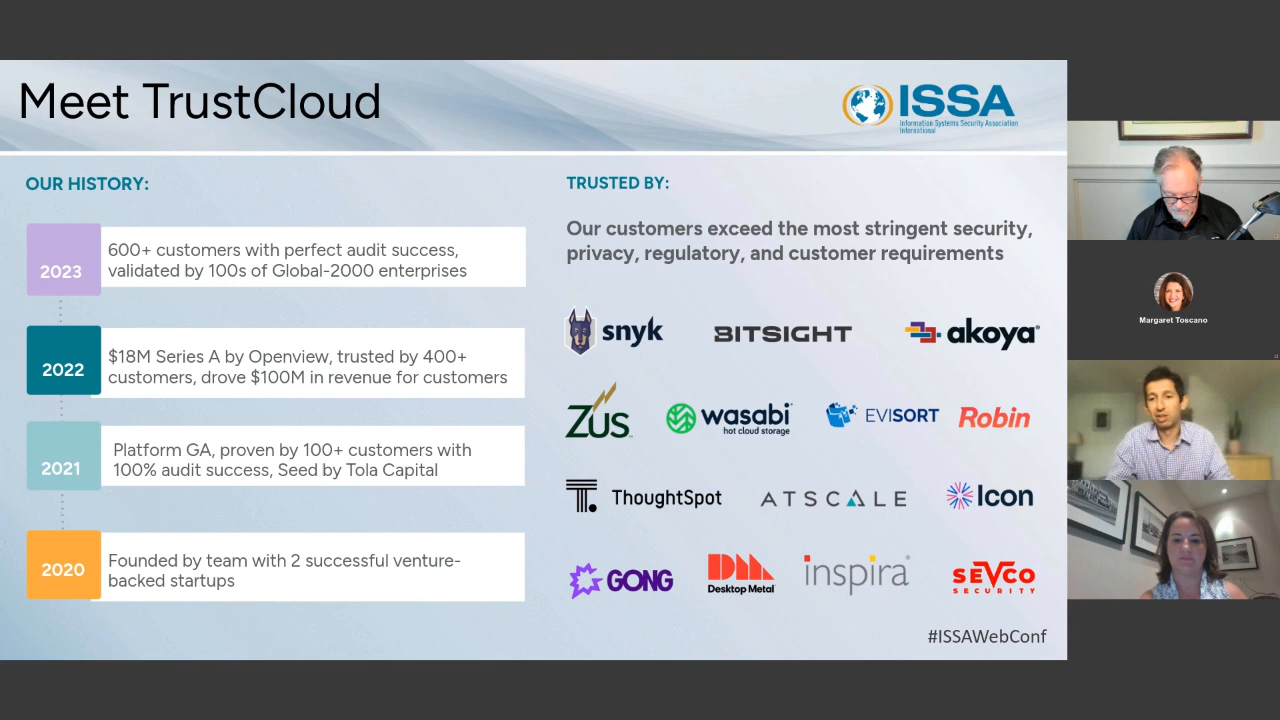 Meet TrustCloud
ISSA
Information Systems Security Association
International
OUR HISTORY:
2023
600+ customers with perfect audit success,
validated by 100s of Global-2000 enterprises
2022
$18M Series A by Openview, trusted by 400+
customers, drove $100M in revenue for customers
2021
Platform GA, proven by 100+ customers with
100% audit success, Seed by Tola Capital
2020
Founded by team with 2 successful venture-
backed startups
TRUSTED BY:
Our customers exceed the most stringent security,
privacy, regulatory, and customer requirements
snyk
BITSIGHT
akoya
ZUS
wasabi
hot cloud storage
EVISORT
Robin
ThoughtSpot
ATSCALE
Icon
GONG
Desktop Metal
inspira
SEVCO
SECURITY
#ISSAWebConf
Margaret Toscano